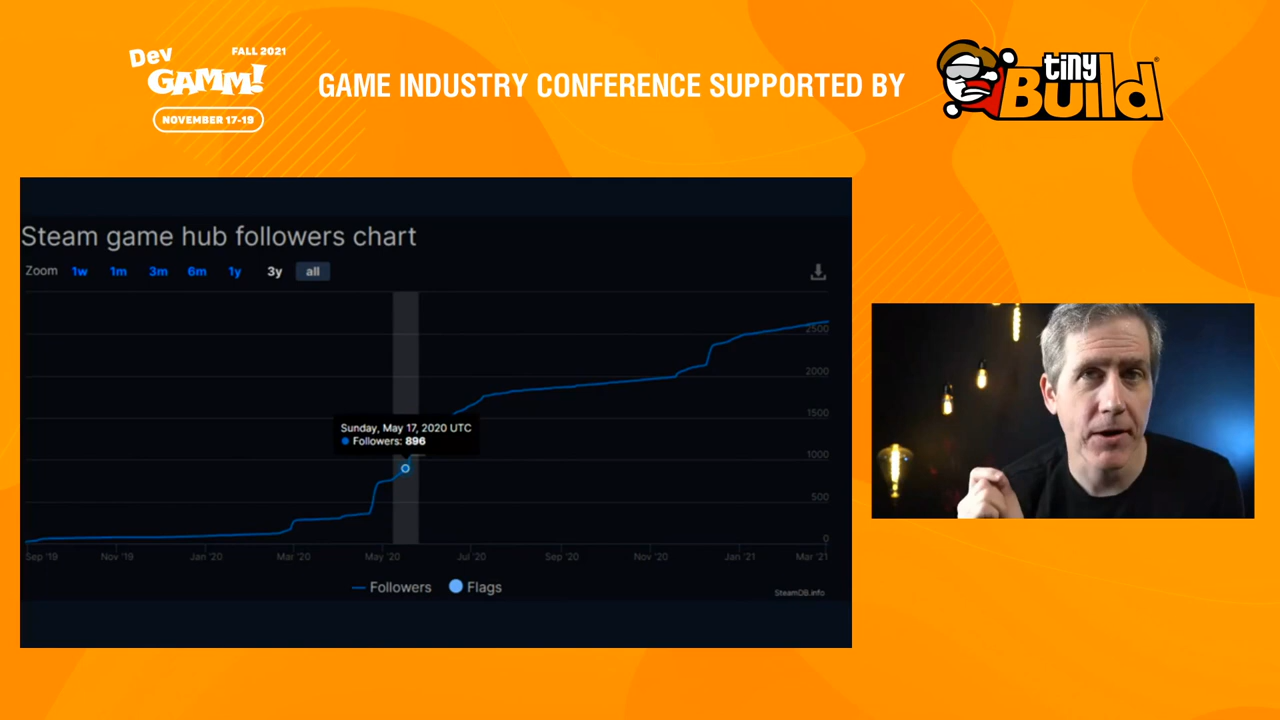 Dev
GAMM!
FALL 2021
NOVEMBER 17-19
GAME INDUSTRY CONFERENCE SUPPORTED BY
tiny
Build
Steam game hub followers chart
Zoom 1w 1m 3m 6m 1y 3y all
2500
2000
1500
Sunday, May 17, 2020 UTC
Followers: 896
1000
500
0
Sep '19 Nov '19 Jan '20 Mar '20 May '20 Jul '20 Sep '20 Nov '20 Jan '21 Mar '21
Followers Flags
SteamDB.info